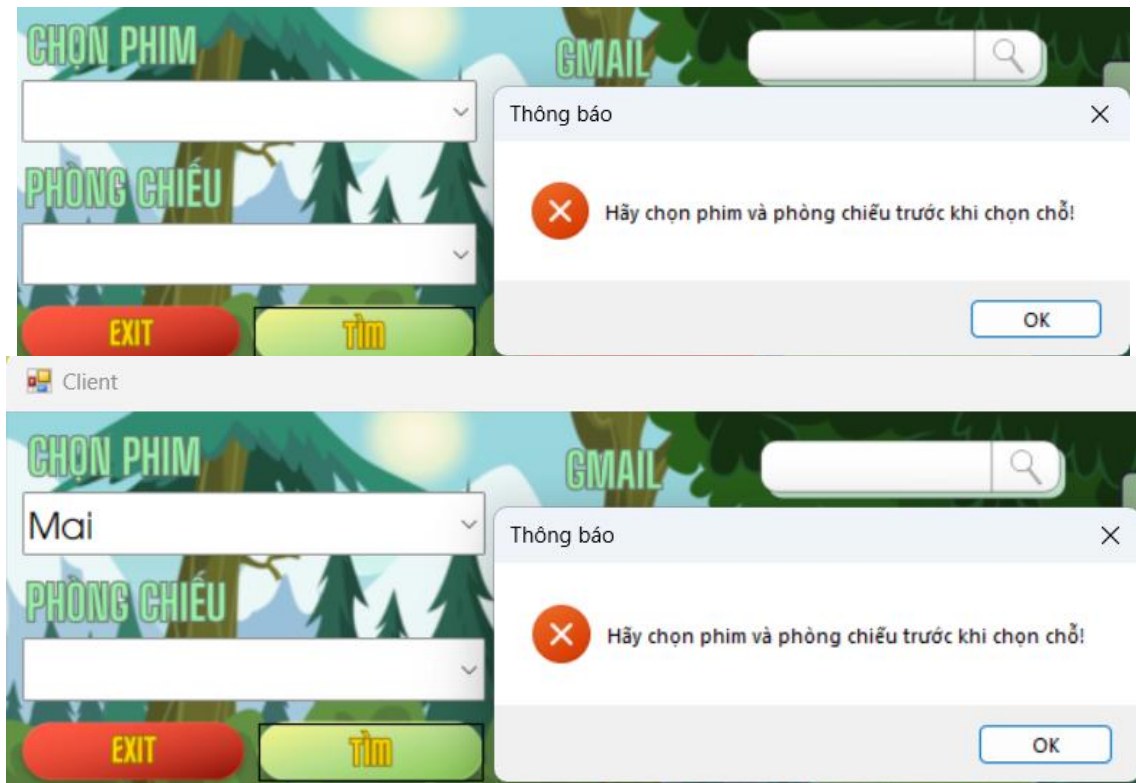 CHỌN PHIM
GMAIL
Thông báo
PHÒNG CHIẾU
Hãy chọn phim và phòng chiếu trước khi chọn chỗ!
OK
EXIT
TÌM
Client
CHỌN PHIM
GMAIL
Mai
Thông báo
PHÒNG CHIẾU
Hãy chọn phim và phòng chiếu trước khi chọn chỗ!
OK
EXIT
TÌM